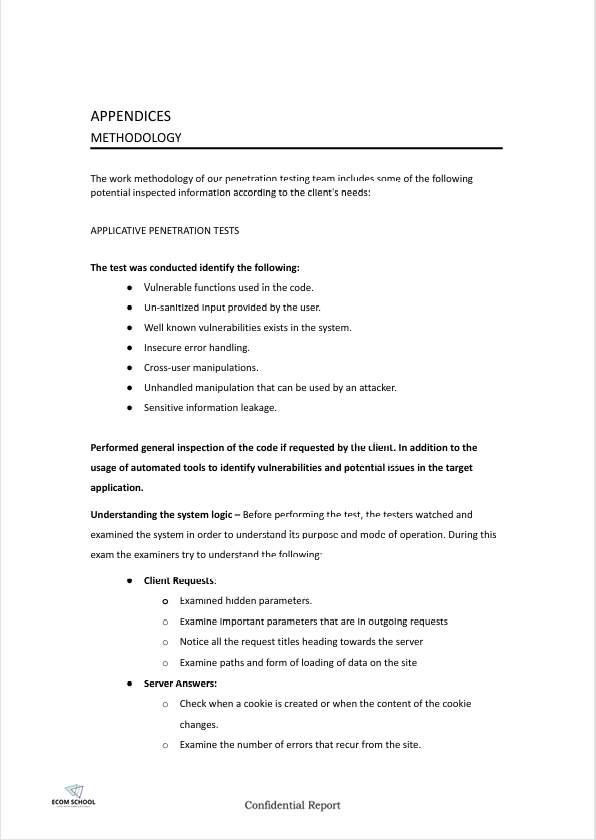 APPENDICES
METHODOLOGY
The work methodology of our penetration testing team includes some of the following
potential inspected information according to the client's needs:
APPLICATIVE PENETRATION TESTS
The test was conducted identify the following:
● Vulnerable functions used in the code.
● Un-sanitized input provided by the user.
● Well known vulnerabilities exists in the system.
● Insecure error handling.
● Cross-user manipulations.
● Unhandled manipulation that can be used by an attacker.
● Sensitive information leakage.
Performed general inspection of the code if requested by the client. In addition to the
usage of automated tools to identify vulnerabilities and potential issues in the target
application.
Understanding the system logic – Before performing the test, the testers watched and
examined the system in order to understand its purpose and mode of operation. During this
exam the examiners try to understand the following:
● Client Requests:
o Examined hidden parameters.
o Examine important parameters that are in outgoing requests
o Notice all the request titles heading towards the server
o Examine paths and form of loading of data on the site
● Server Answers:
o Check when a cookie is created or when the content of the cookie
changes.
o Examine the number of errors that recur from the site.
ECOM SCHOOL
Confidential Report